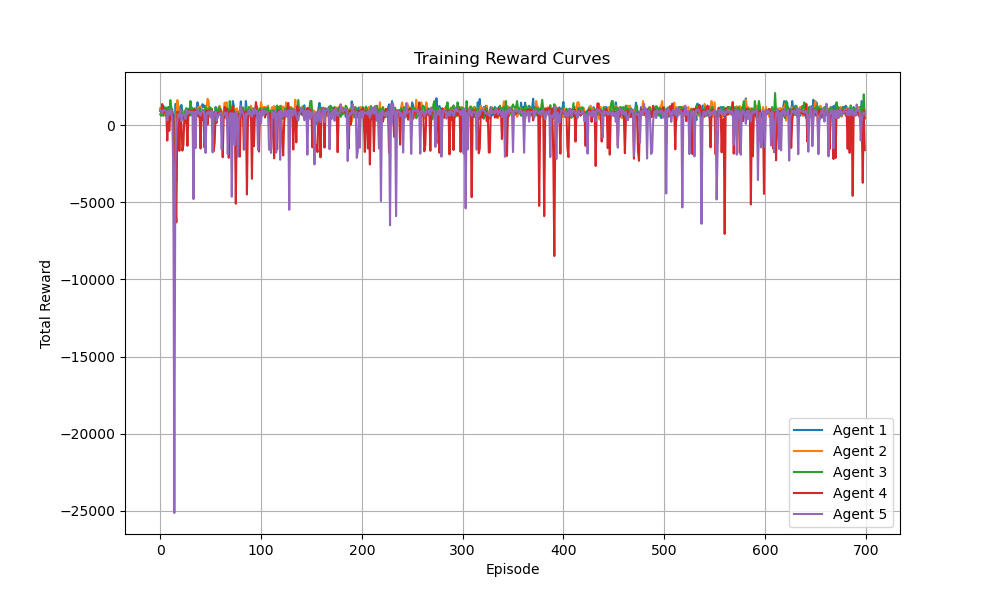 Training Reward Curves
Total Reward
0
−5000
−10000
−15000
−20000
−25000
0 100 200 300 400 500 600 700
Episode
Agent 1
Agent 2
Agent 3
Agent 4
Agent 5